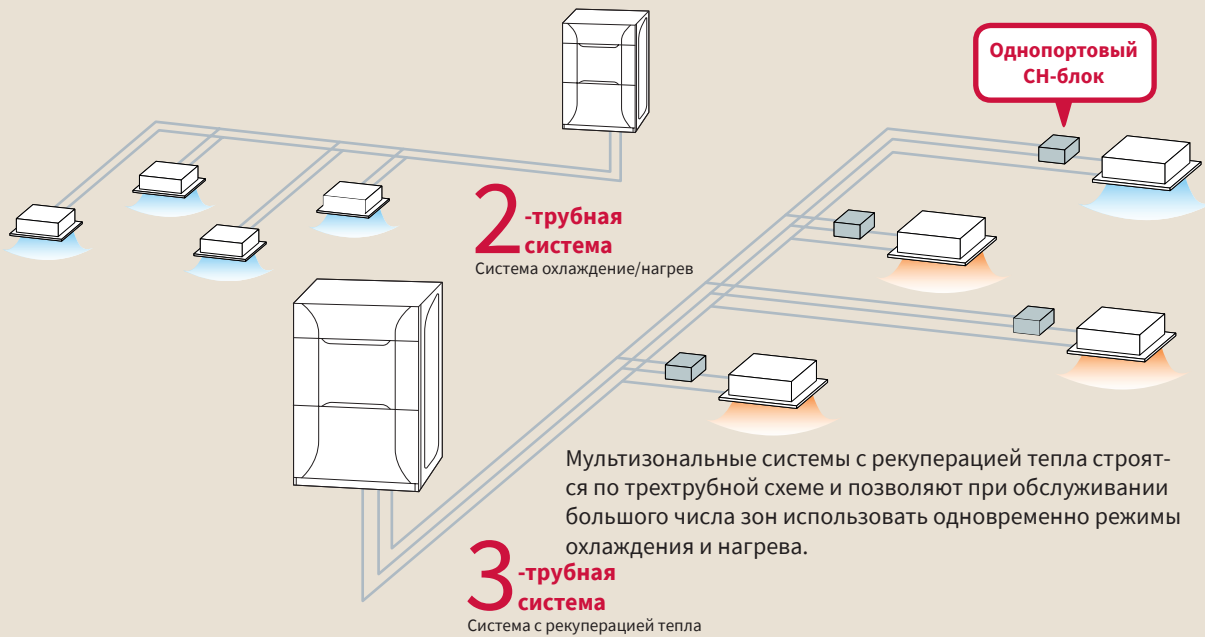 Однопортовый
СН-блок
2-трубная
система
Система охлаждение/нагрев
Мультизональные системы с рекуперацией тепла строят-
ся по трехтрубной схеме и позволяют при обслуживании
большого числа зон использовать одновременно режимы
охлаждения и нагрева.
3-трубная
система
Система с рекуперацией тепла